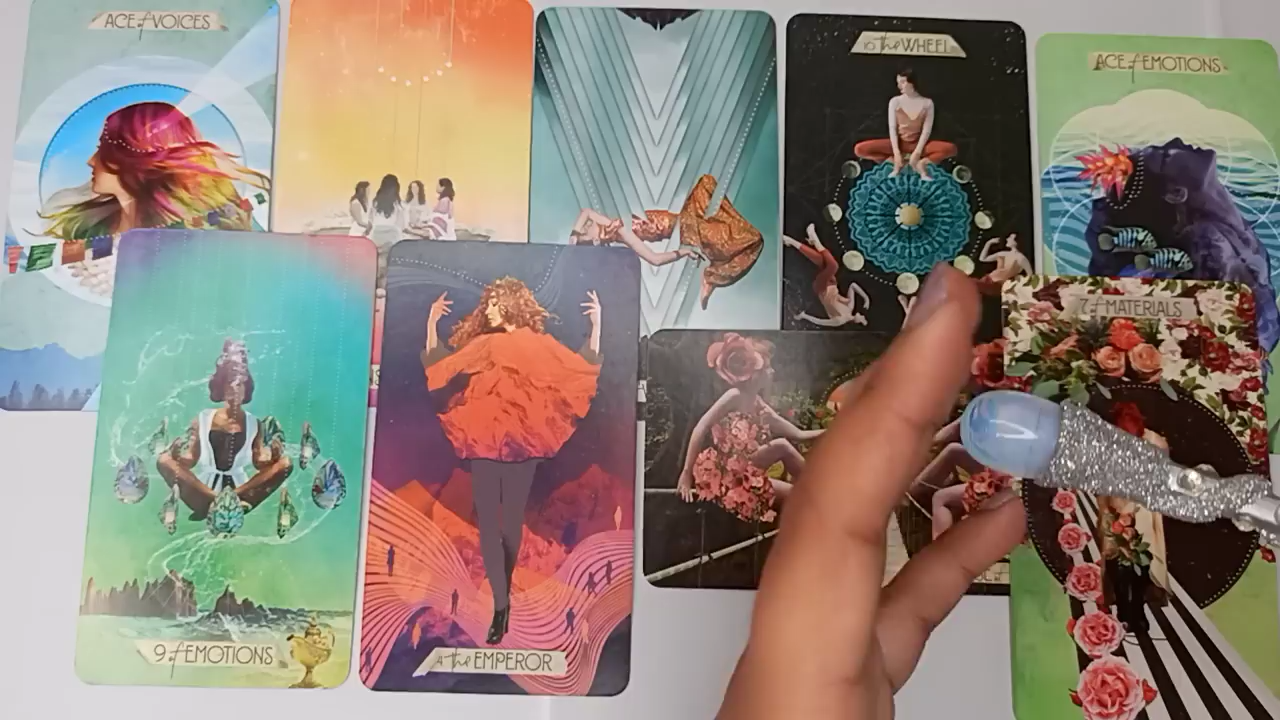 ACE of VOICES
10 the WHEEL
ACE of EMOTIONS
7 of MATERIALS
9 of EMOTIONS
4 the EMPEROR